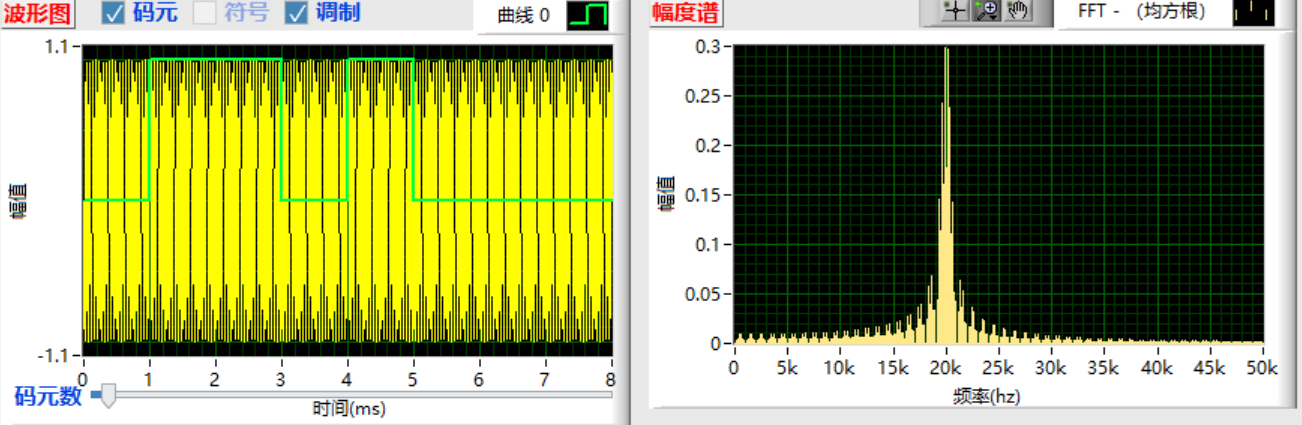 波形图 码元 符号 调制 曲线 0
1.1
-1.1
幅值
0 1 2 3 4 5 6 7 8
时间(ms)
码元数
幅度谱 FFT - （均方根）
0.3
0.25
0.2
0.15
0.1
0.05
0
幅值
0 5k 10k 15k 20k 25k 30k 35k 40k 45k 50k
频率(hz)